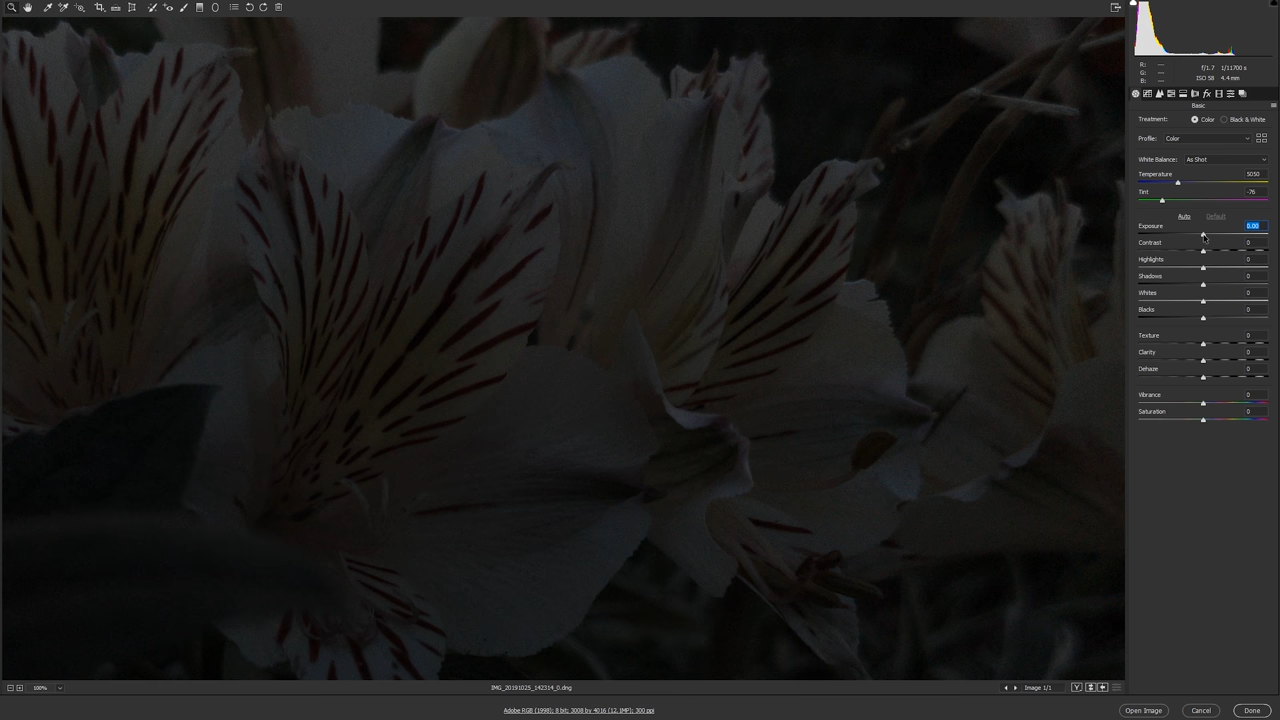 R: —
G: —
B: —
f/1.7 1/11700 s
ISO 58 4.4 mm
fx
Basic
Treatment: Color Black & White
Profile: Color
White Balance: As Shot
Temperature 5050
Tint -76
Auto Default
Exposure 0.00
Contrast 0
Highlights 0
Shadows 0
Whites 0
Blacks 0
Texture 0
Clarity 0
Dehaze 0
Vibrance 0
Saturation 0
100% IMG_20191025_142314_0.dng Image 1/1 Y
Adobe RGB (1998); 8 bit; 3008 by 4016 (12.1MP); 300 ppi
Open Image Cancel Done